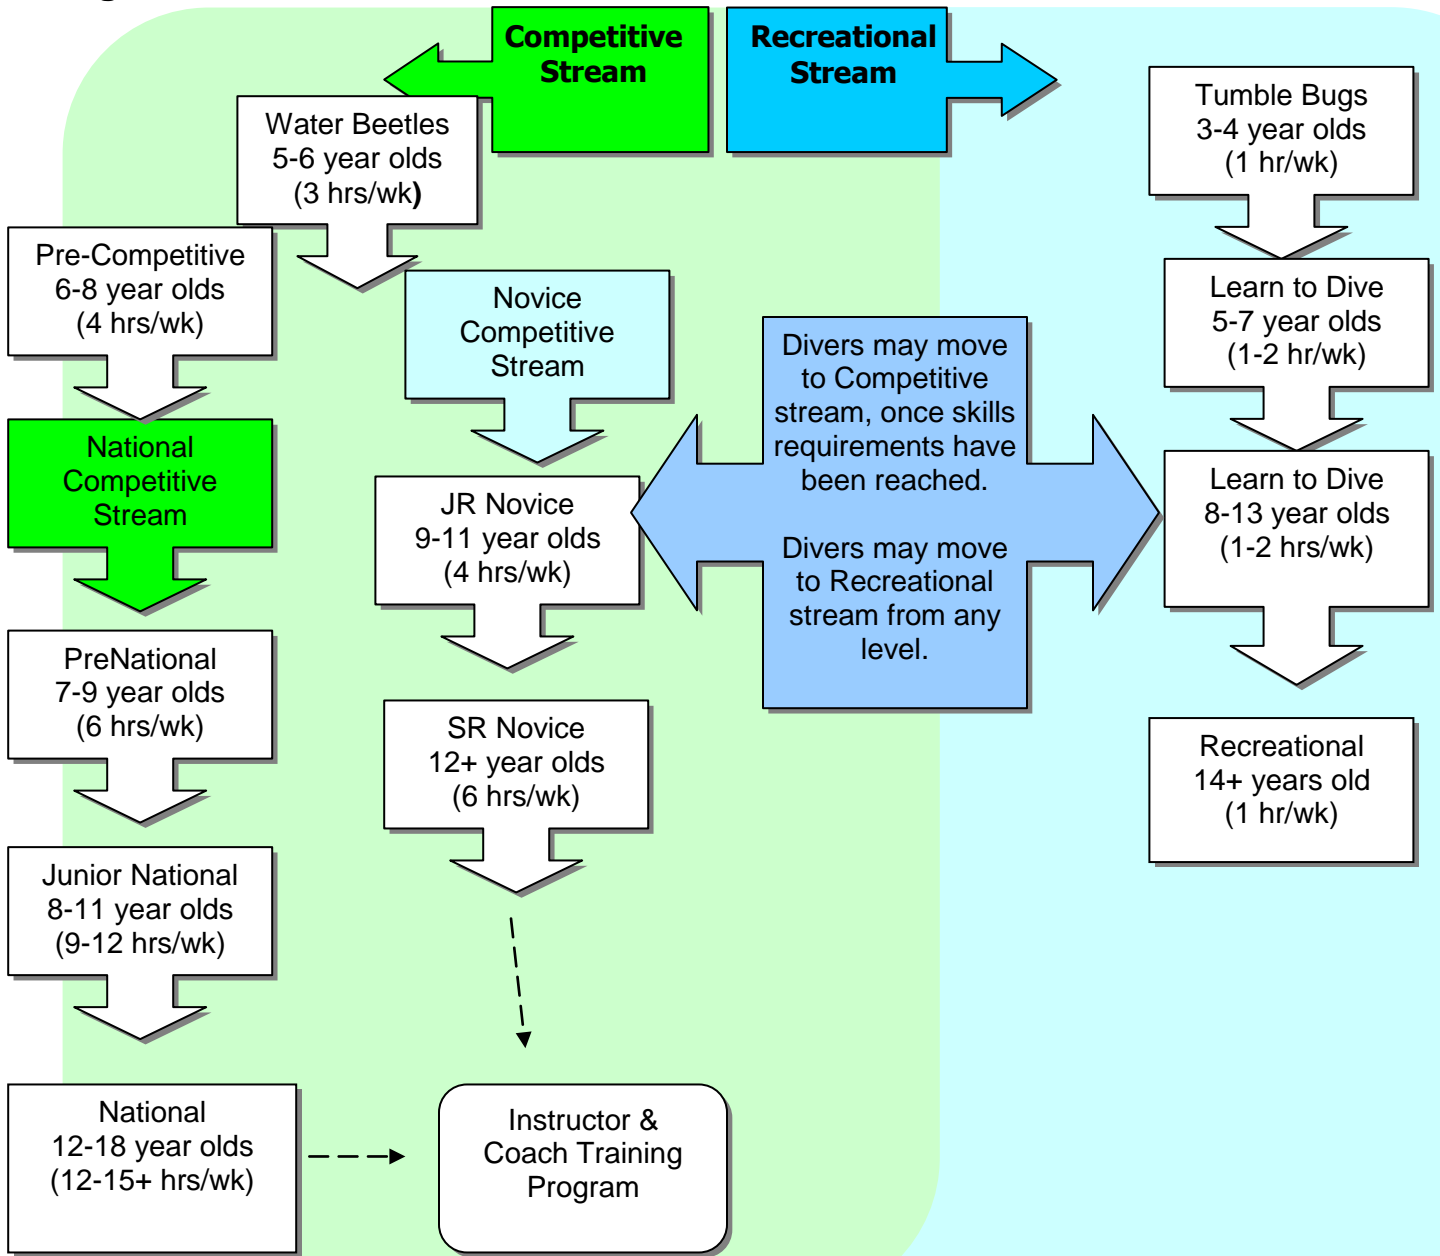 Competitive
Stream
Recreational
Stream
Water Beetles
5-6 year olds
(3 hrs/wk)
Pre-Competitive
6-8 year olds
(4 hrs/wk)
National
Competitive
Stream
PreNational
7-9 year olds
(6 hrs/wk)
Junior National
8-11 year olds
(9-12 hrs/wk)
National
12-18 year olds
(12-15+ hrs/wk)
Novice
Competitive
Stream
JR Novice
9-11 year olds
(4 hrs/wk)
SR Novice
12+ year olds
(6 hrs/wk)
Instructor &
Coach Training
Program
Divers may move
to Competitive
stream, once skills
requirements have
been reached.
Divers may move
to Recreational
stream from any
level.
Tumble Bugs
3-4 year olds
(1 hr/wk)
Learn to Dive
5-7 year olds
(1-2 hr/wk)
Learn to Dive
8-13 year olds
(1-2 hrs/wk)
Recreational
14+ years old
(1 hr/wk)